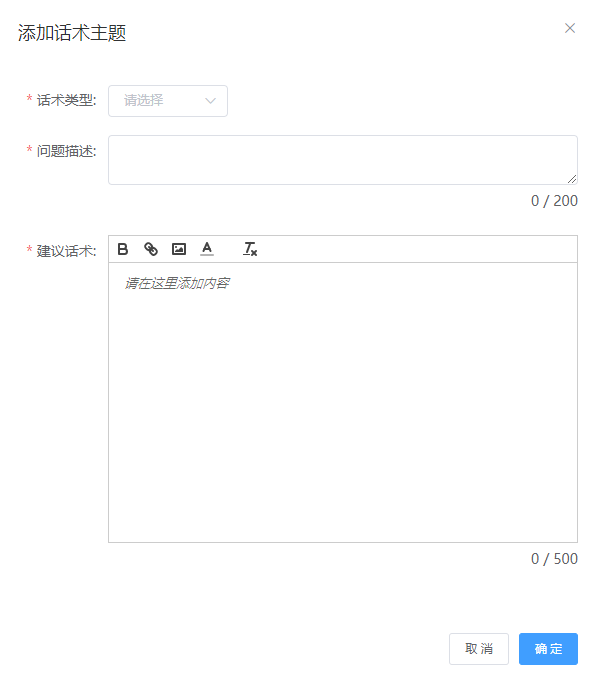 添加话术主题
* 话术类型: 请选择
* 问题描述:
0 / 200
* 建议话术:
请在这里添加内容
0 / 500
取消 确定